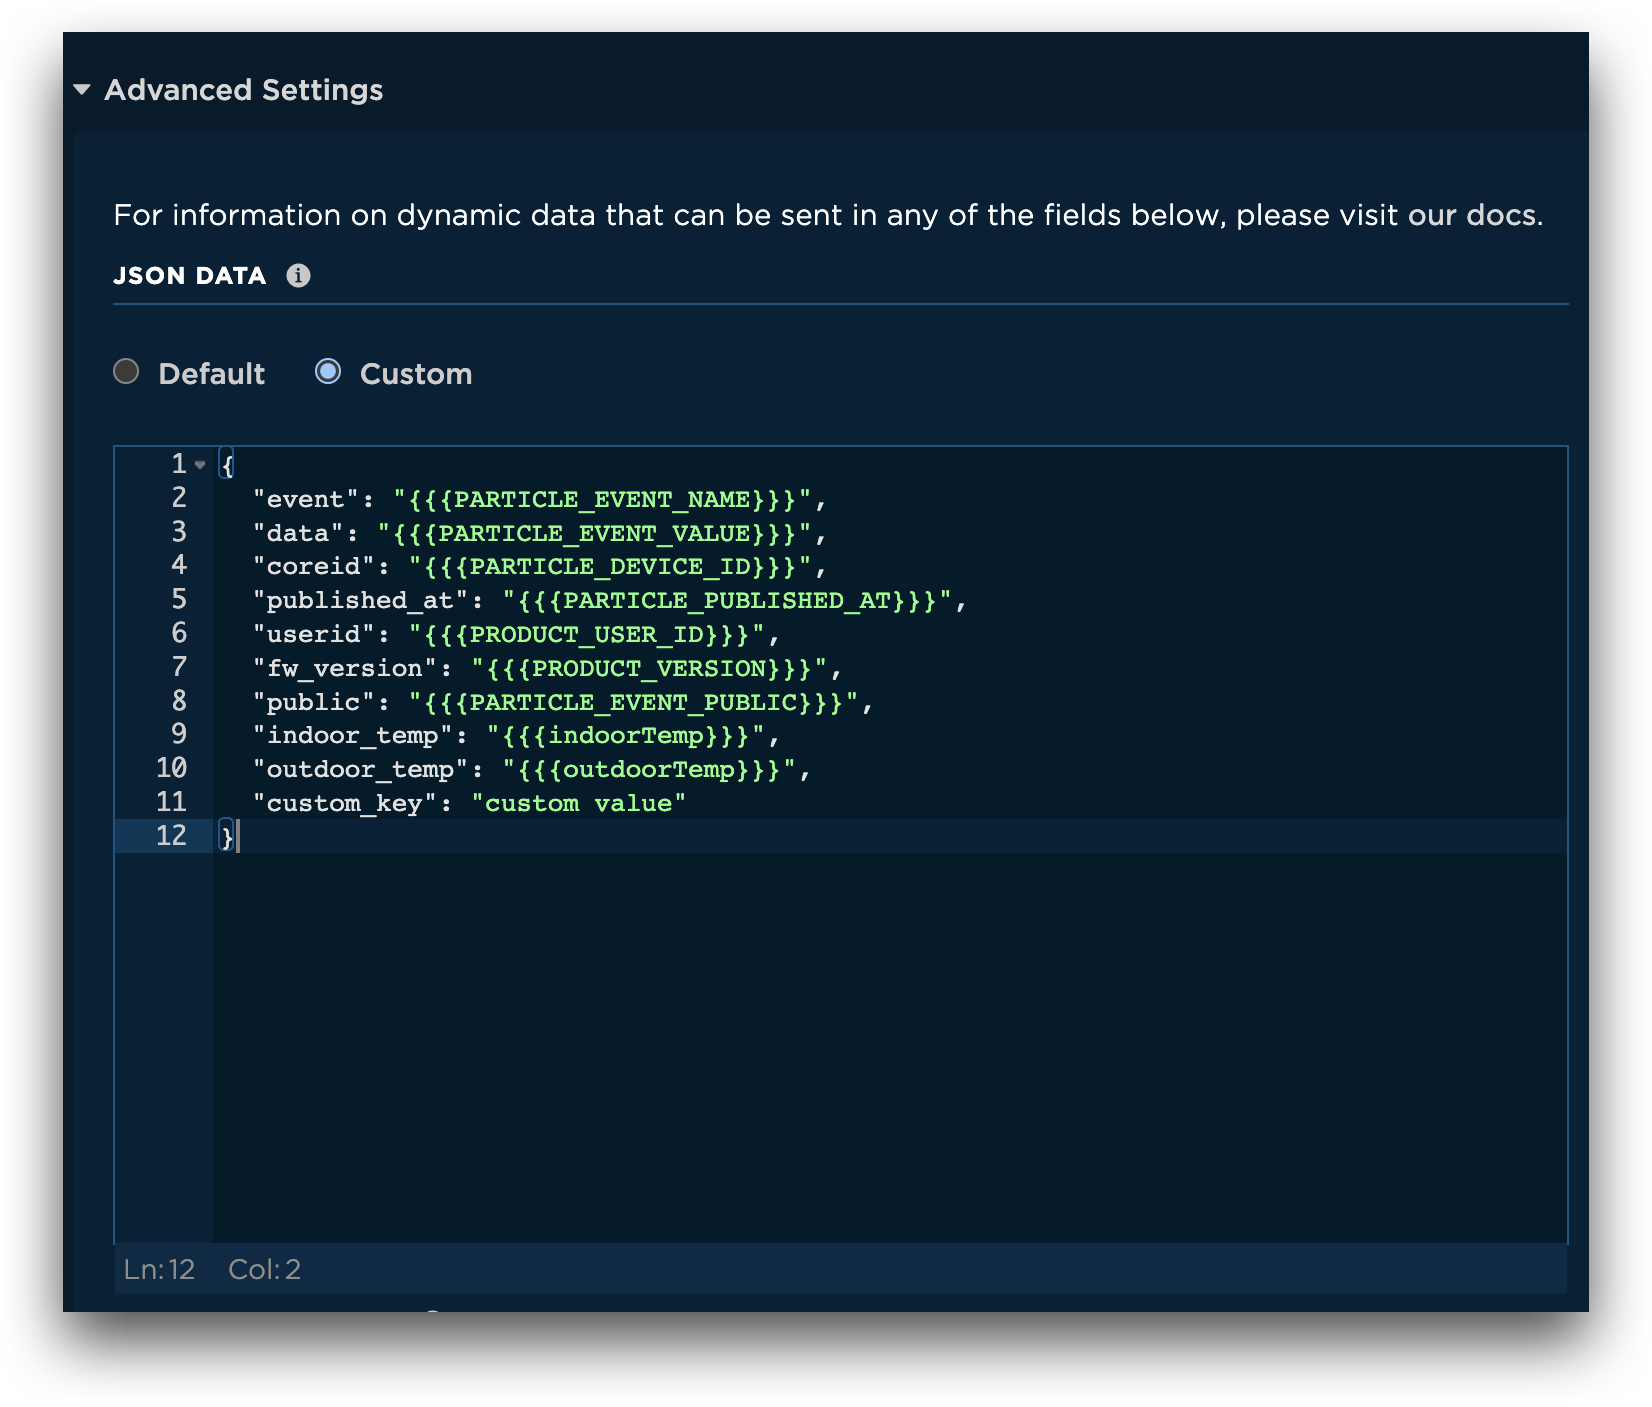 Advanced Settings
For information on dynamic data that can be sent in any of the fields below, please visit our docs.
JSON DATA i
Default Custom
1 {
2 "event": "{{{PARTICLE_EVENT_NAME}}}",
3 "data": "{{{PARTICLE_EVENT_VALUE}}}",
4 "coreid": "{{{PARTICLE_DEVICE_ID}}}",
5 "published_at": "{{{PARTICLE_PUBLISHED_AT}}}",
6 "userid": "{{{PRODUCT_USER_ID}}}",
7 "fw_version": "{{{PRODUCT_VERSION}}}",
8 "public": "{{{PARTICLE_EVENT_PUBLIC}}}",
9 "indoor_temp": "{{{indoorTemp}}}",
10 "outdoor_temp": "{{{outdoorTemp}}}",
11 "custom_key": "custom value"
12 }
Ln:12 Col:2